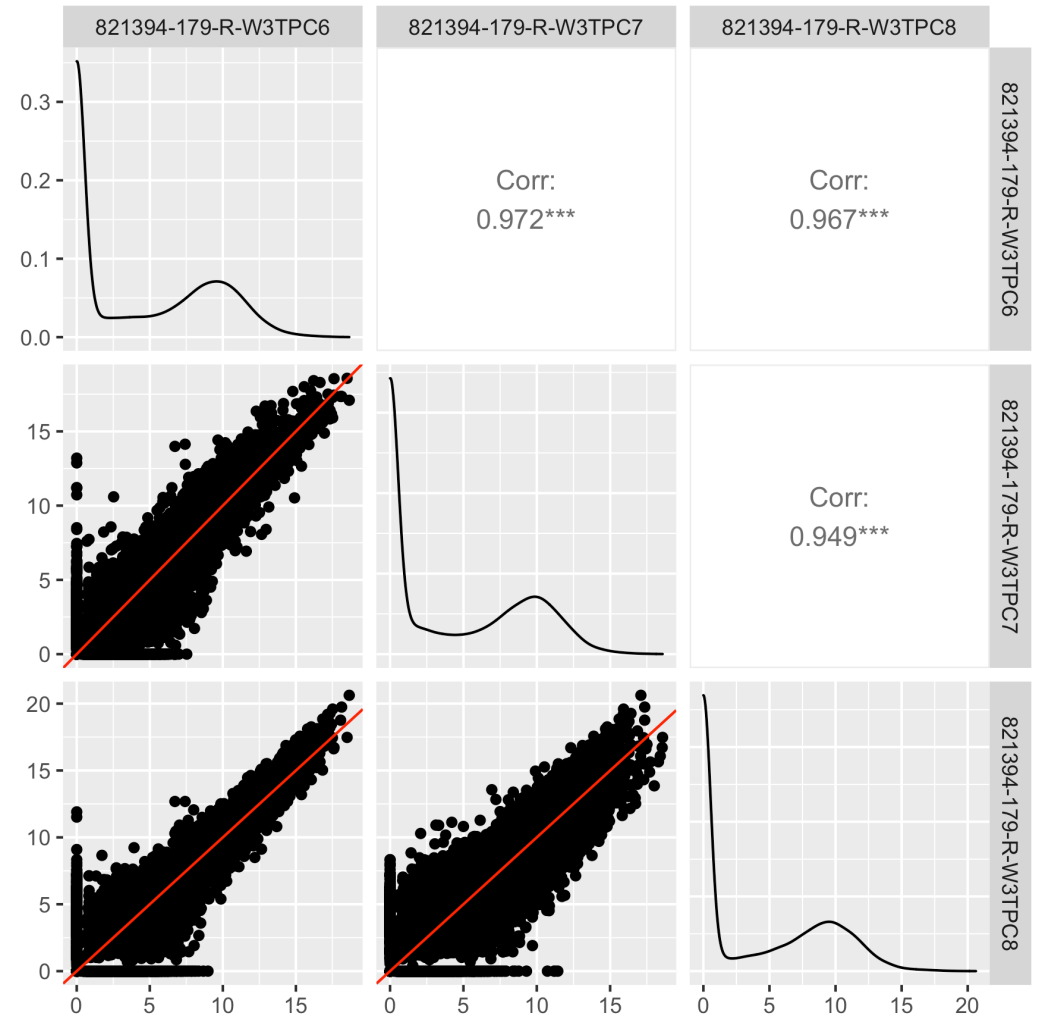 821394-179-R-W3TPC6
821394-179-R-W3TPC7
821394-179-R-W3TPC8
0.3
0.2
0.1
0.0
Corr:
0.972***
Corr:
0.967***
821394-179-R-W3TPC6
15
10
5
0
Corr:
0.949***
821394-179-R-W3TPC7
20
15
10
5
0
821394-179-R-W3TPC8
0 5 10 15
0 5 10 15
0 5 10 15 20